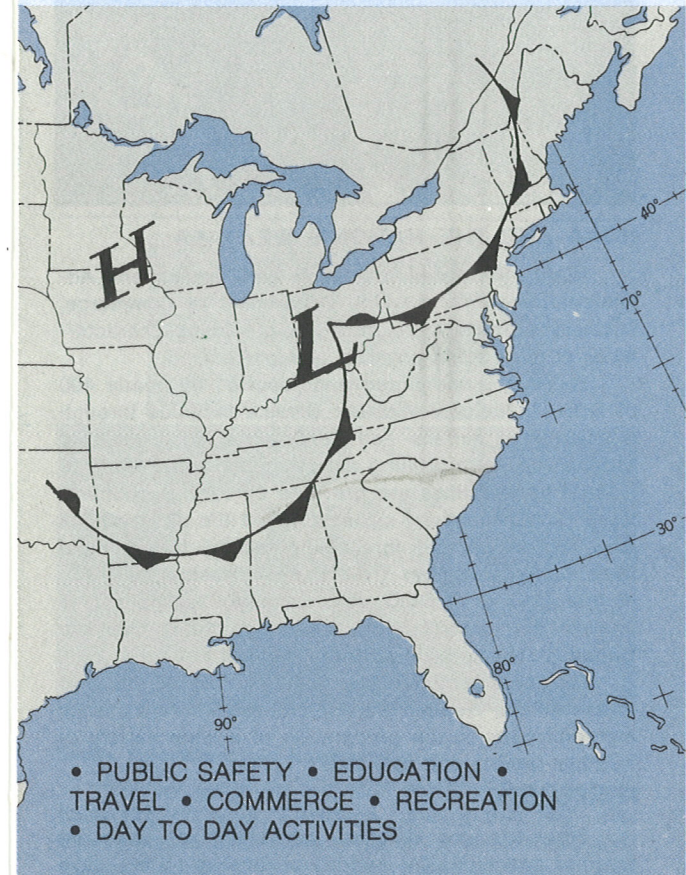 40°
70°
H
L
30°
80°
90°
• PUBLIC SAFETY • EDUCATION •
TRAVEL • COMMERCE • RECREATION
• DAY TO DAY ACTIVITIES